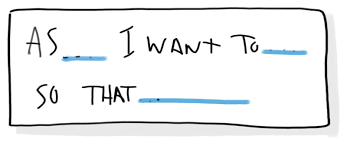 AS ___ I WANT TO ___
SO THAT ___